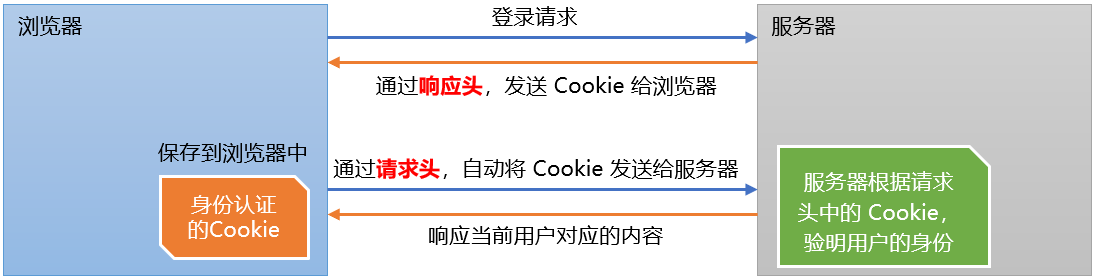 浏览器
登录请求
服务器
通过响应头，发送 Cookie 给浏览器
保存到浏览器中
通过请求头，自动将 Cookie 发送给服务器
身份认证
的Cookie
服务器根据请求
头中的 Cookie，
验明用户的身份
响应当前用户对应的内容